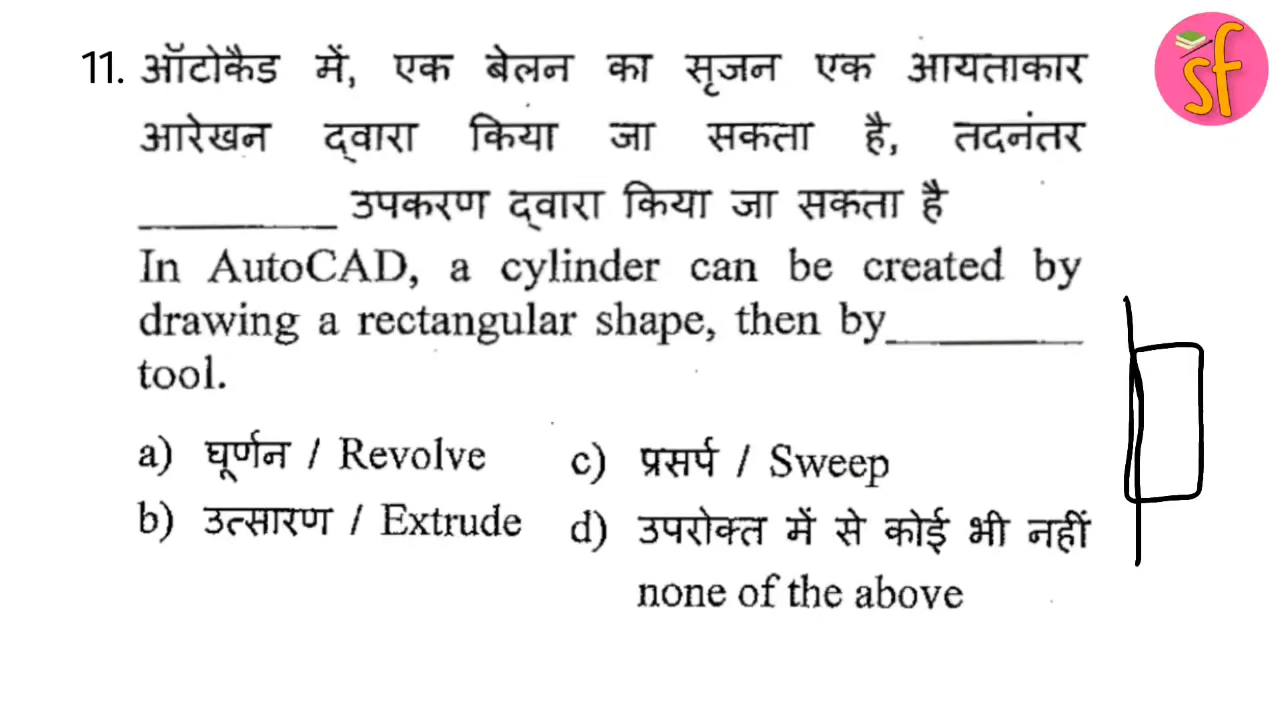 11. ऑटोकैड में, एक बेलन का सृजन एक आयताकार
आरेखन द्वारा किया जा सकता है, तदनंतर
__________ उपकरण द्वारा किया जा सकता है
In AutoCAD, a cylinder can be created by
drawing a rectangular shape, then by__________
tool.
a) घूर्णन / Revolve
c) प्रसर्प / Sweep
b) उत्सारण / Extrude
d) उपरोक्त में से कोई भी नहीं
none of the above
sf